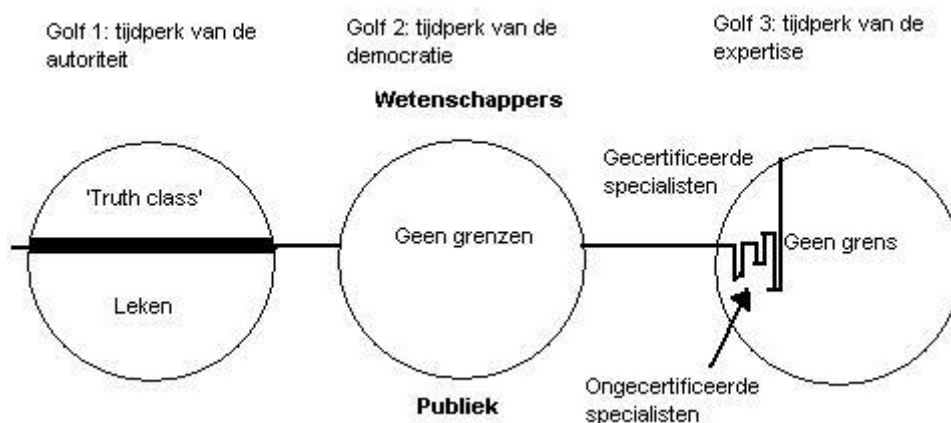 Golf 1: tijdperk van de
autoriteit
Golf 2: tijdperk van de
democratie
Golf 3: tijdperk van de
expertise
Wetenschappers
'Truth class'
Leken
Geen grenzen
Gecertificeerde
specialisten
Geen grens
Ongecertificeerde
specialisten
Publiek